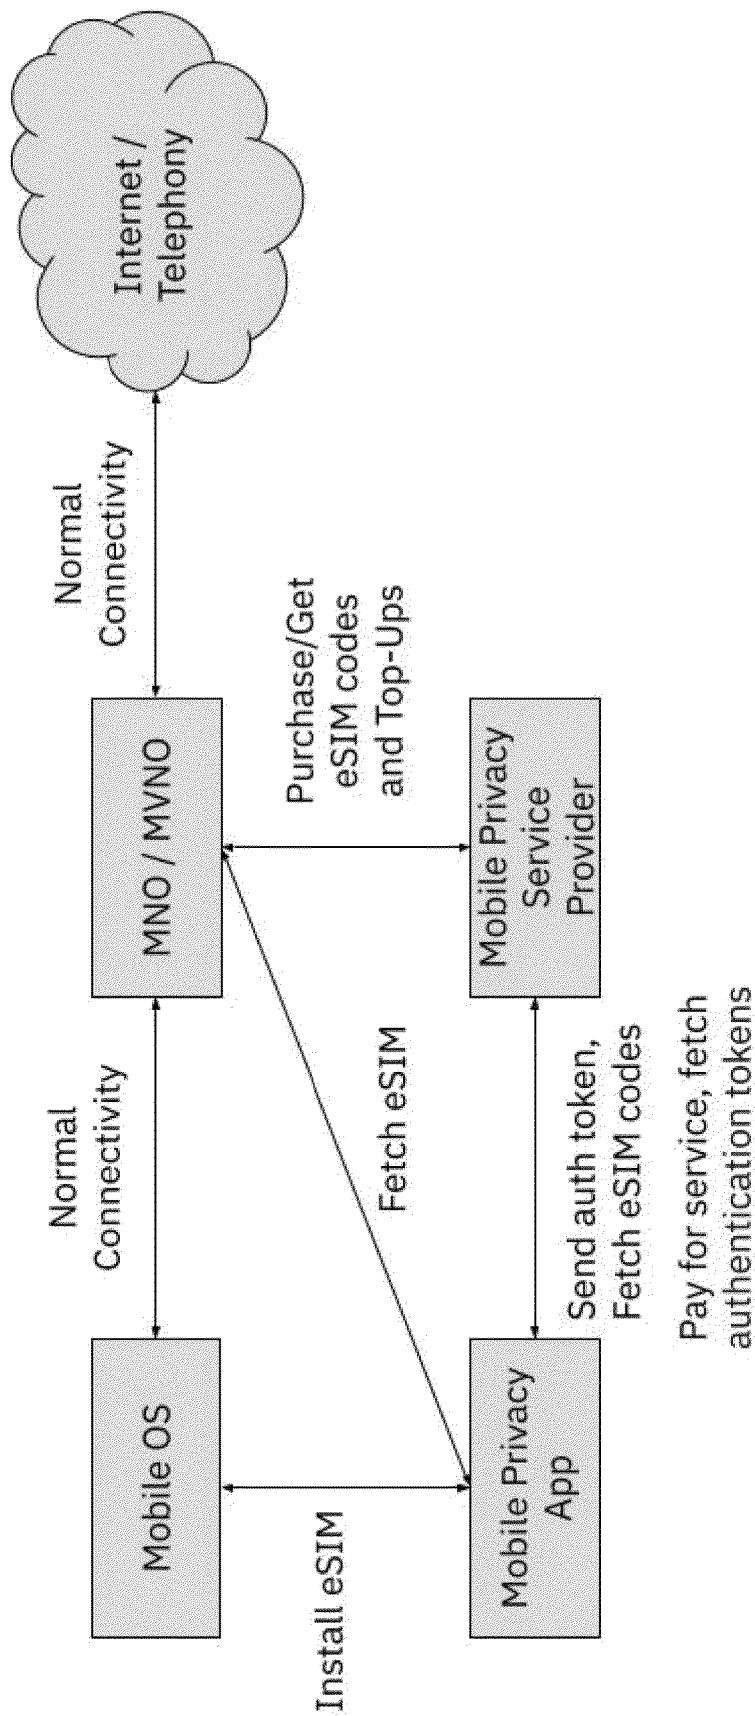 Normal
Connectivity
Normal
Connectivity
Mobile OS
MNO / MVNO
Internet /
Telephony
Install eSIM
Fetch eSIM
Purchase/Get
eSIM codes
and Top-Ups
Mobile Privacy
App
Mobile Privacy
Service
Provider
Send auth token,
Fetch eSIM codes
Pay for service, fetch
authentication tokens